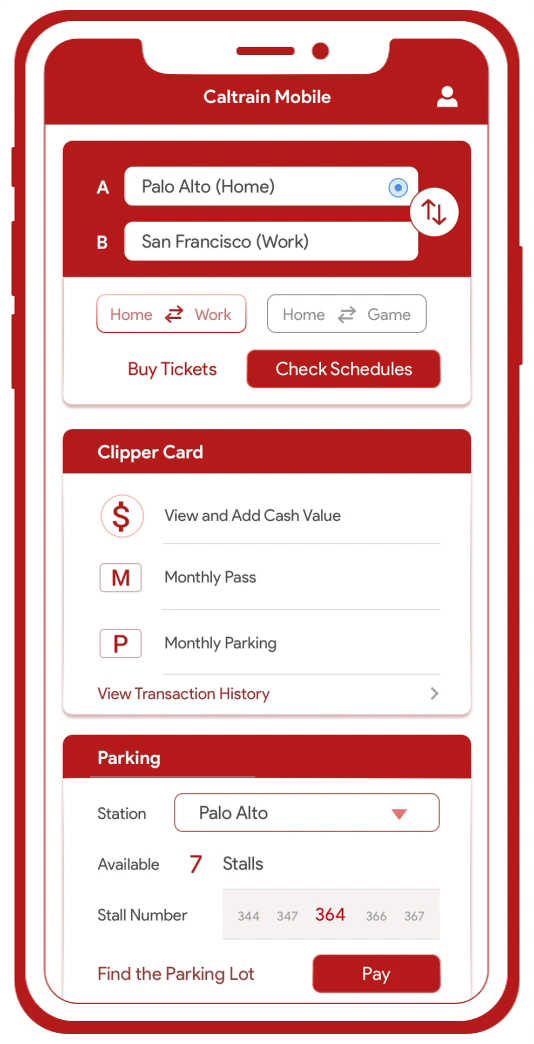 Caltrain Mobile
A Palo Alto (Home)
B San Francisco (Work)
Home Work Home Game
Buy Tickets Check Schedules
Clipper Card
$ View and Add Cash Value
M Monthly Pass
P Monthly Parking
View Transaction History
Parking
Station Palo Alto
Available 7 Stalls
Stall Number 344 347 364 366 367
Find the Parking Lot Pay